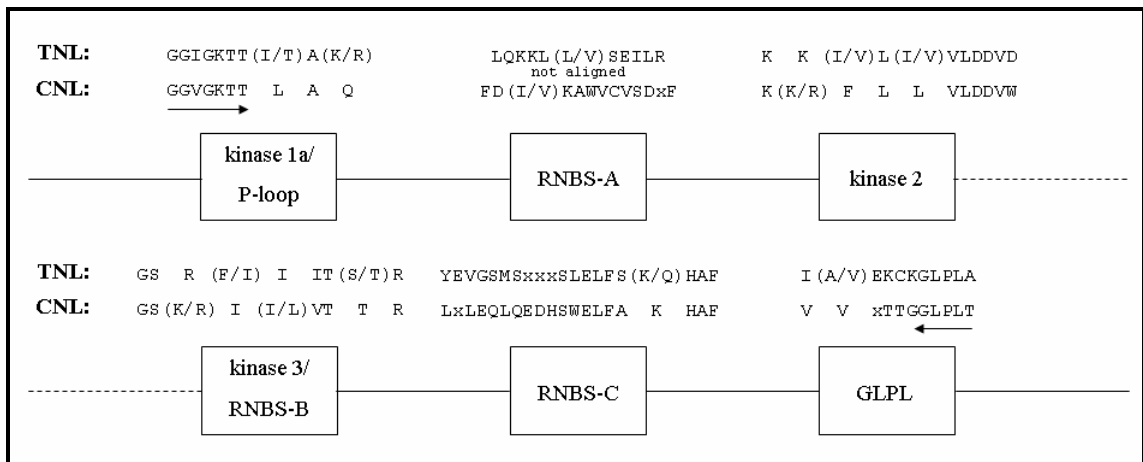 TNL: GGIGKTT(I/T)A(K/R) LQKKL(L/V)SEILR K K (I/V)L(I/V)VLDDVD
not aligned
CNL: GGVGKTT L A Q FD(I/V)KAWVCVSDxF K(K/R) F L L VLDDVW
kinase 1a/
P-loop
RNBS-A
kinase 2
TNL: GS R (F/I) I IT(S/T)R YEVGSMSxxxSLELFS(K/Q)HAF I(A/V)EKCKGLPLA
CNL: GS(K/R) I (I/L)VT T R LxLEQLQEDHSWELFA K HAF V V xTTGGLPLT
kinase 3/
RNBS-B
RNBS-C
GLPL